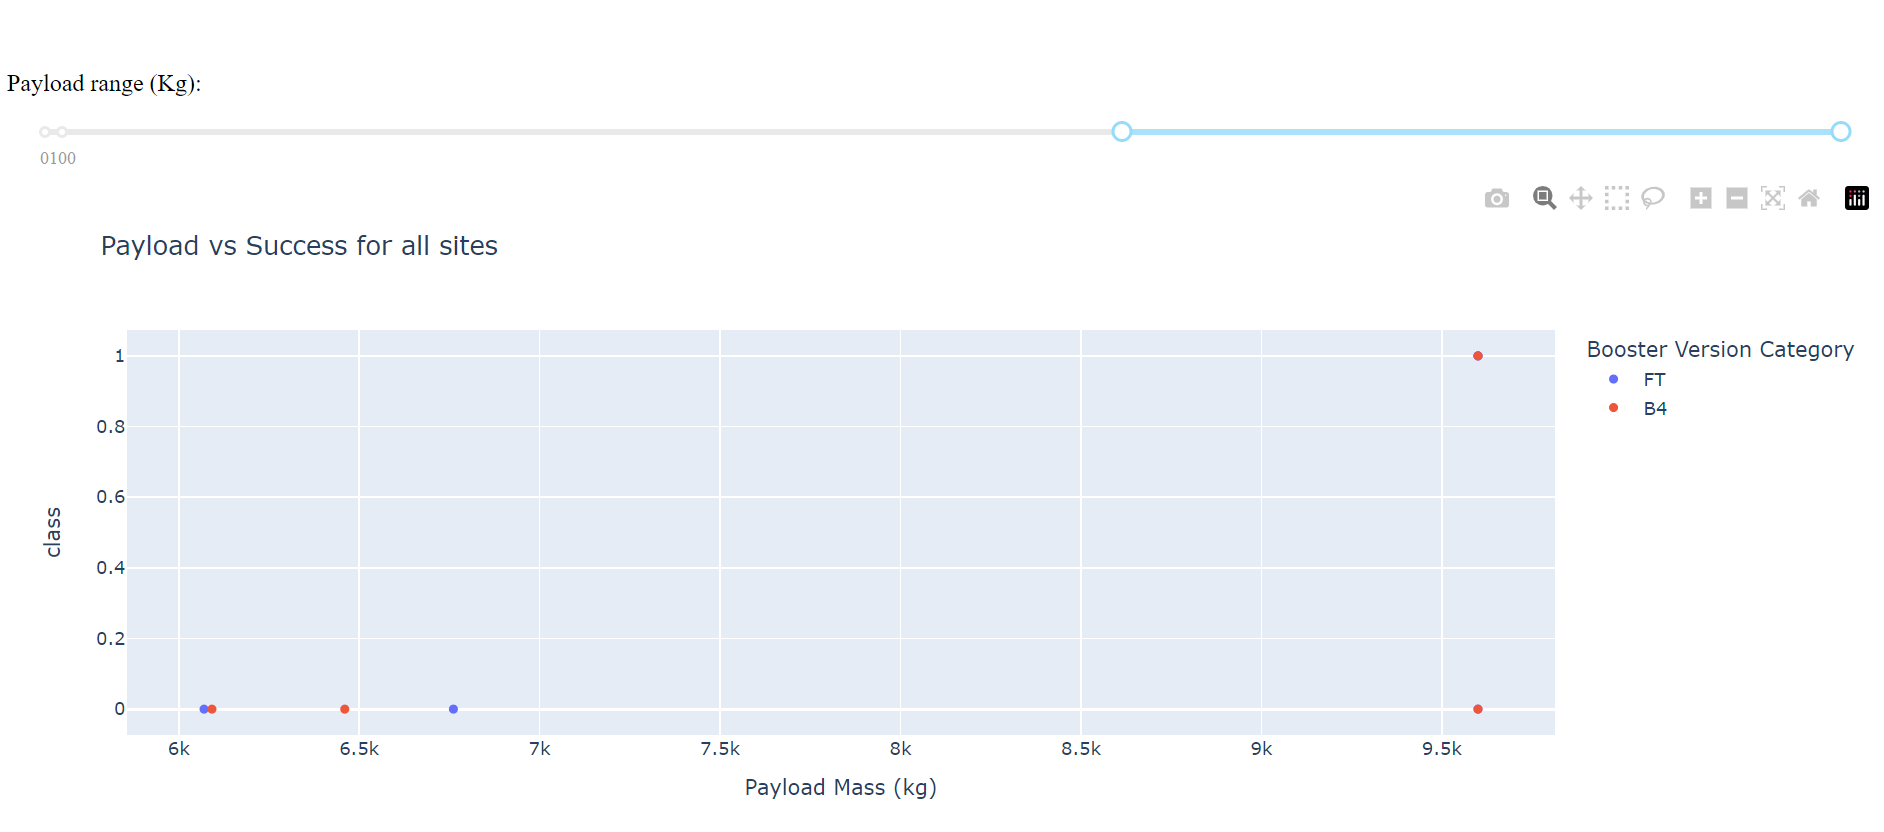 Payload range (Kg):
0100
Payload vs Success for all sites
Booster Version Category
FT
B4
1
0.8
0.6
0.4
0.2
0
class
6k 6.5k 7k 7.5k 8k 8.5k 9k 9.5k
Payload Mass (kg)